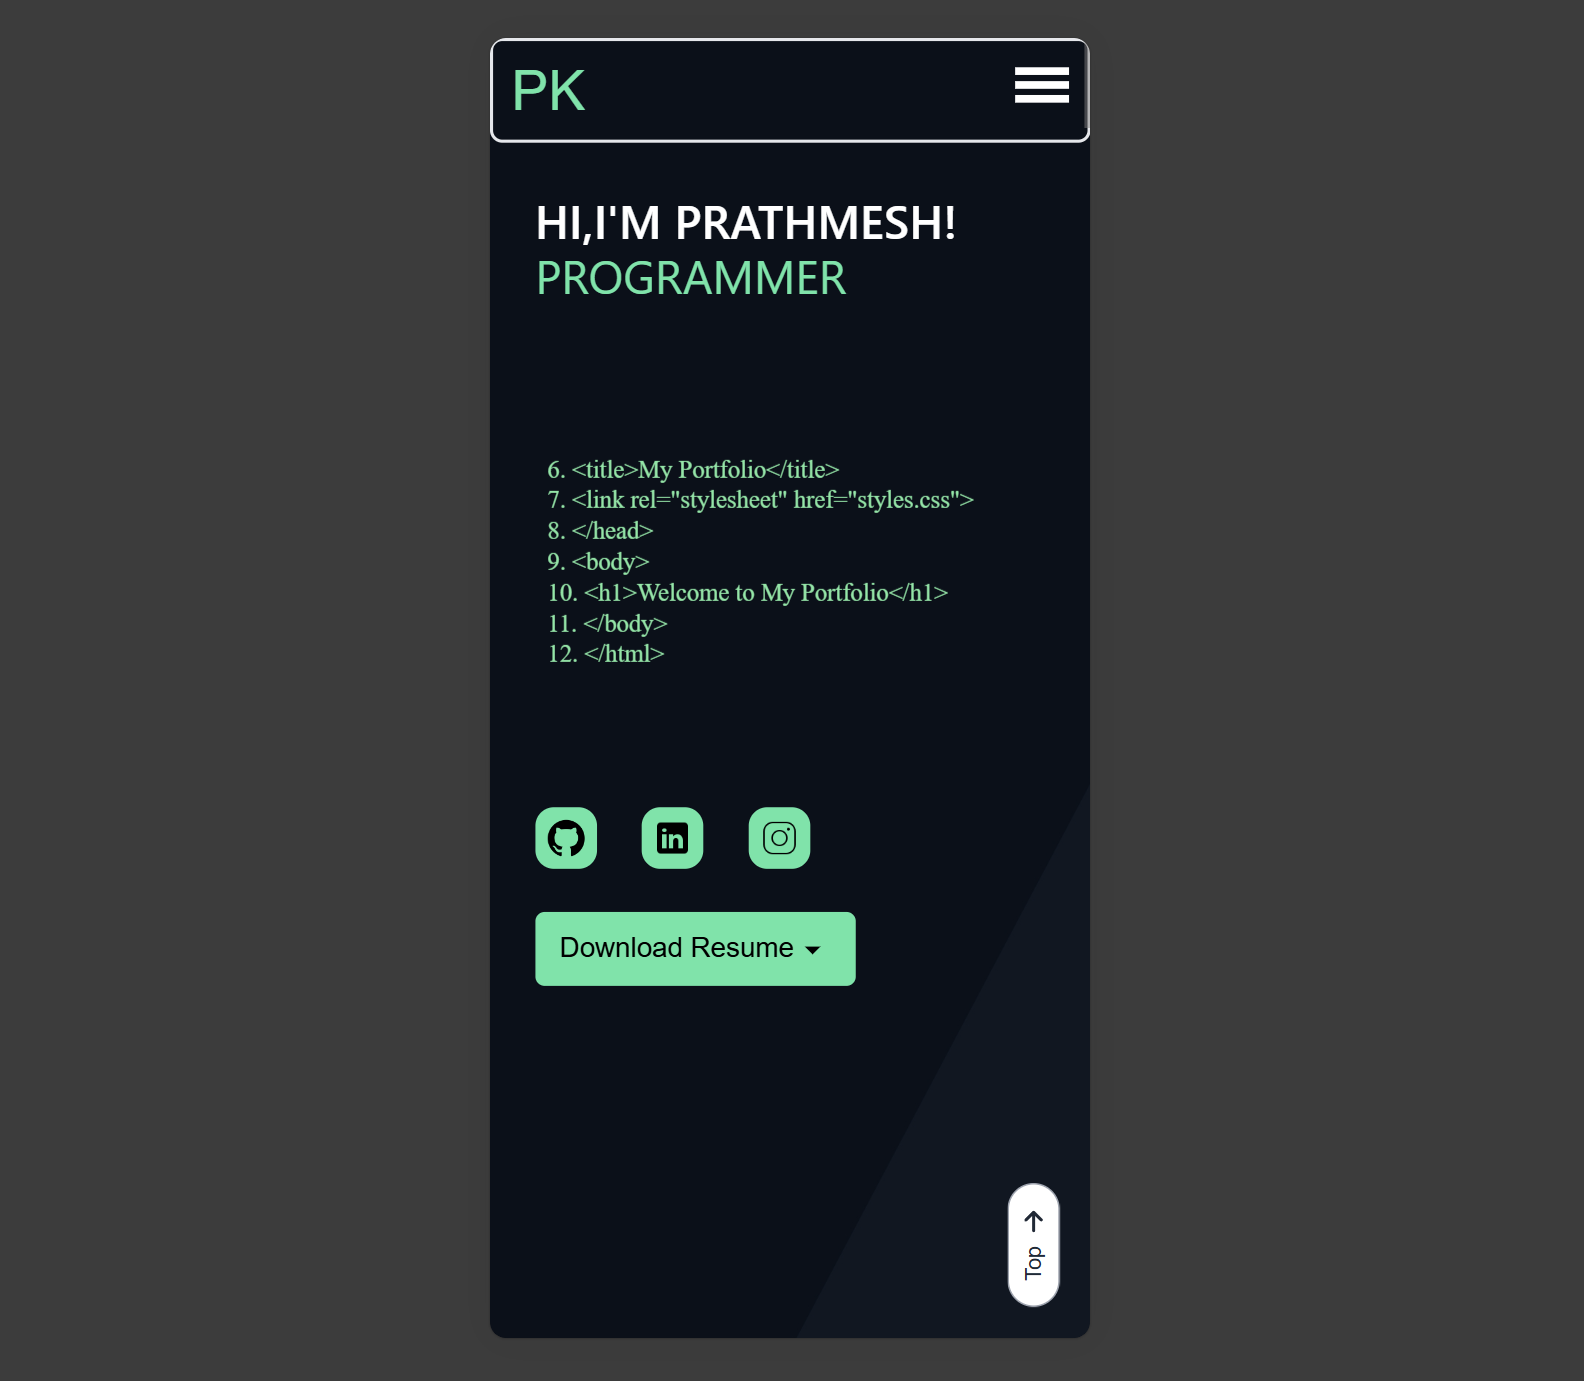 PK
HI,I'M PRATHMESH!
PROGRAMMER
6. <title>My Portfolio</title>
7. <link rel="stylesheet" href="styles.css">
8. </head>
9. <body>
10. <h1>Welcome to My Portfolio</h1>
11. </body>
12. </html>
in
Download Resume
Top